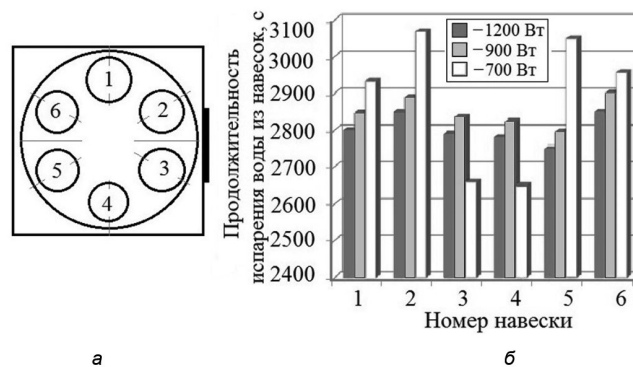 1
2
3
4
5
6
Продолжительность
испарения воды из навесок, с
3100
3000
2900
2800
2700
2600
2500
2400
−1200 Вт
−900 Вт
−700 Вт
1 2 3 4 5 6
Номер навески
а
б